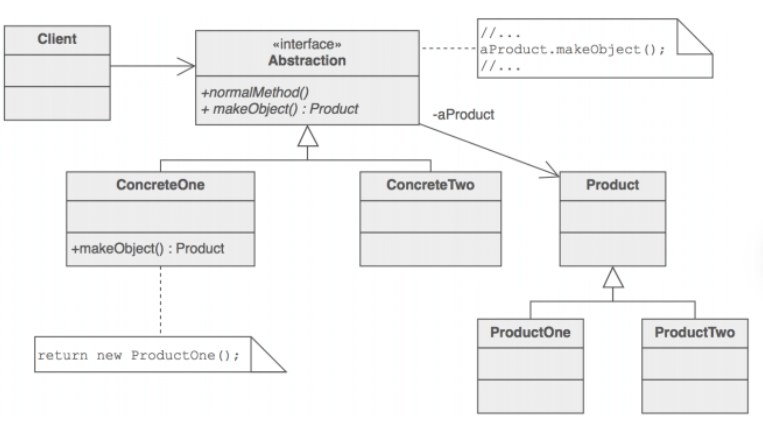 Client
«interface»
Abstraction
+normalMethod()
+ makeObject() : Product
//...
aProduct.makeObject();
//...
-aProduct
ConcreteOne
+makeObject() : Product
ConcreteTwo
Product
return new ProductOne();
ProductOne
ProductTwo